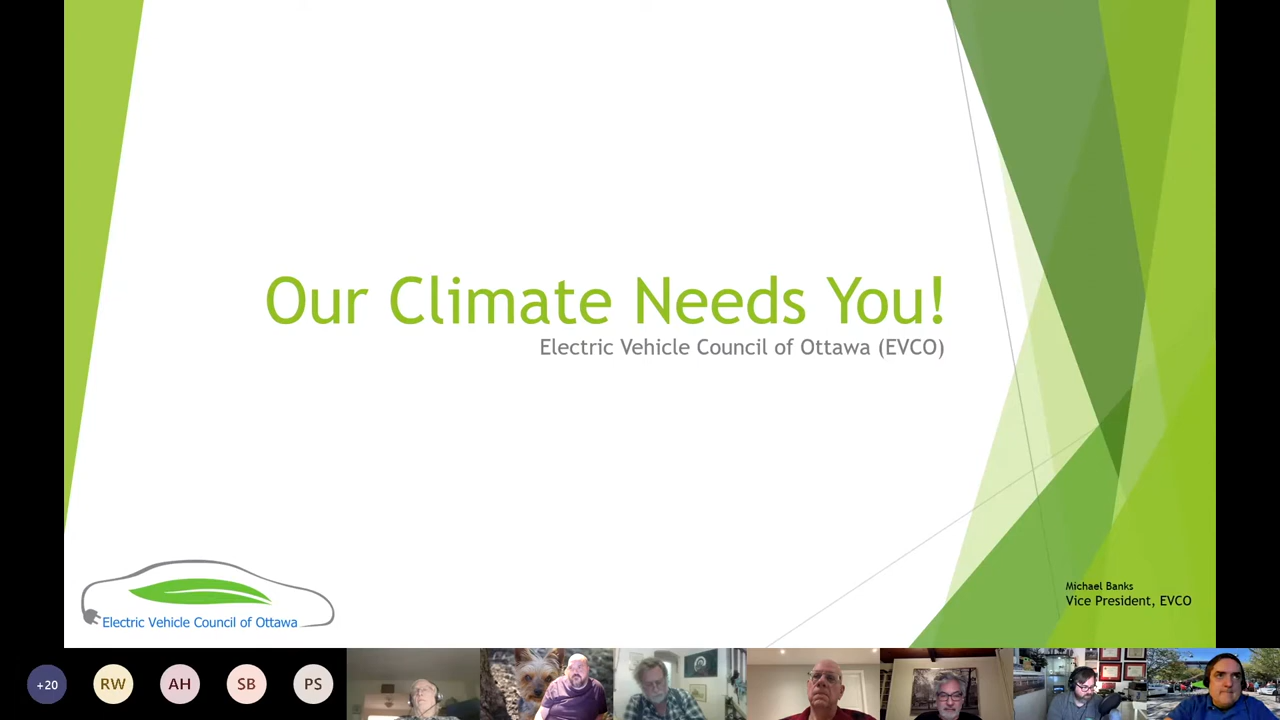 Our Climate Needs You!
Electric Vehicle Council of Ottawa (EVCO)
Electric Vehicle Council of Ottawa
Michael Banks
Vice President, EVCO
+20
RW
AH
SB
PS